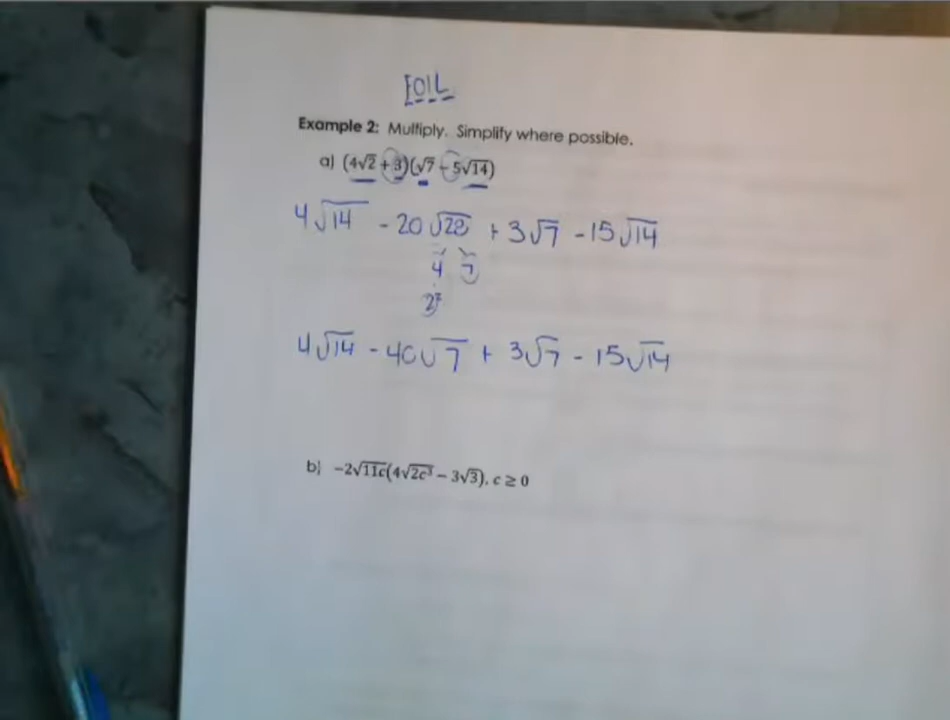 FOIL
Example 2: Multiply. Simplify where possible.
a) (4√2 + 3)(√7 − 5√14)
4√14 - 20√28 + 3√7 - 15√14
4 7
2²
4√14 - 40√7 + 3√7 - 15√14
b) −2√11c(4√2c³ − 3√3), c ≥ 0